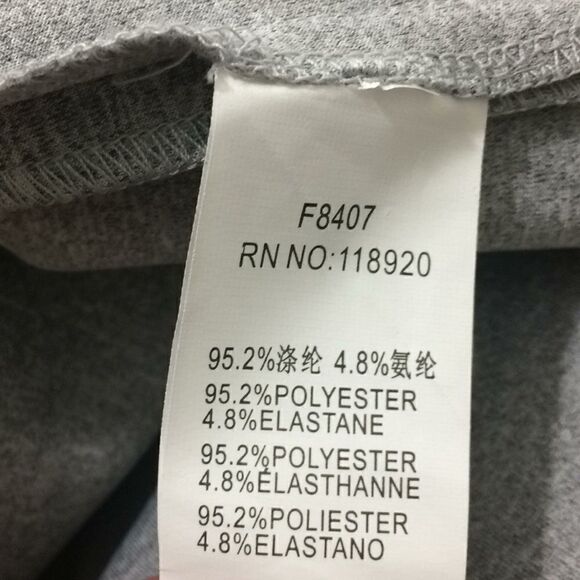 F8407
RN NO:118920
95.2%涤纶 4.8%氨纶
95.2%POLYESTER
4.8%ELASTANE
95.2%POLYESTER
4.8%ÉLASTHANNE
95.2%POLIESTER
4.8%ELASTANO